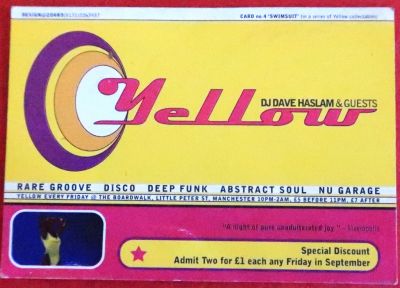 CARD no.4 'SWIMSUIT' in a series of Yellow collectables
Yellow
DJ DAVE HASLAM & GUESTS
RARE GROOVE DISCO DEEP FUNK ABSTRACT SOUL NU GARAGE
YELLOW EVERY FRIDAY @ THE BOARDWALK, LITTLE PETER ST, MANCHESTER 10PM-2AM, £5 BEFORE 11PM, £7 AFTER
"A night of pure unadulterated joy" -
Special Discount
Admit Two for £1 each any Friday in September